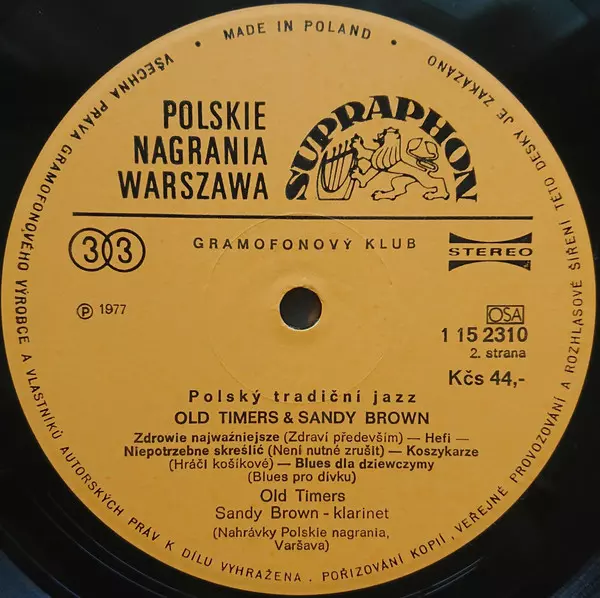 • MADE IN POLAND •
VŠECHNA PRÁVA GRAMOFONOVÉHO VÝROBCE A VLASTNÍKŮ AUTORSKÝCH PRÁV K DÍLU VYHRAŽENA. POŘIZOVÁNÍ KOPIÍ, VEŘEJNÉ PROVOZOVÁNÍ A ROZHLASOVÉ ŠÍŘENÍ TÉTO DESKY JE ZAKÁZÁNO
POLSKIE
NAGRANIA
WARSZAWA
SUPRAPHON
33
GRAMOFONOVÝ KLUB
STEREO
℗ 1977
OSA
1 15 2310
2. strana
Kčs 44,-
Polský tradiční jazz
OLD TIMERS & SANDY BROWN
Zdrowie najważniejsze (Zdraví především) — Hefi —
Niepotrzebne skreślić (Není nutné zrušit) — Koszykarze
(Hráči košíkové) — Blues dla dziewczymy
(Blues pro dívku)
Old Timers
Sandy Brown - klarinet
(Nahrávky Polskie nagrania,
Varšava)